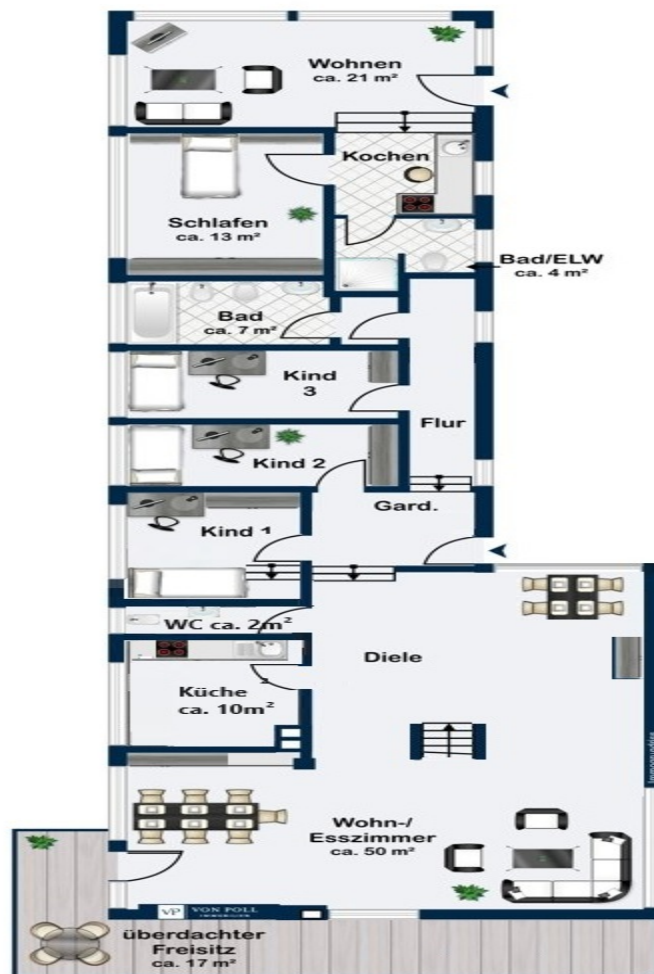 Wohnen
ca. 21 m²
Kochen
Schlafen
ca. 13 m²
Bad/ELW
ca. 4 m²
Bad
ca. 7 m²
Kind
3
Flur
Kind 2
Gard.
Kind 1
WC ca. 2m²
Diele
Küche
ca. 10m²
Wohn-/
Esszimmer
ca. 50 m²
VP VON POLL
IMMOBILIEN
überdachter
Freisitz
ca. 17 m²